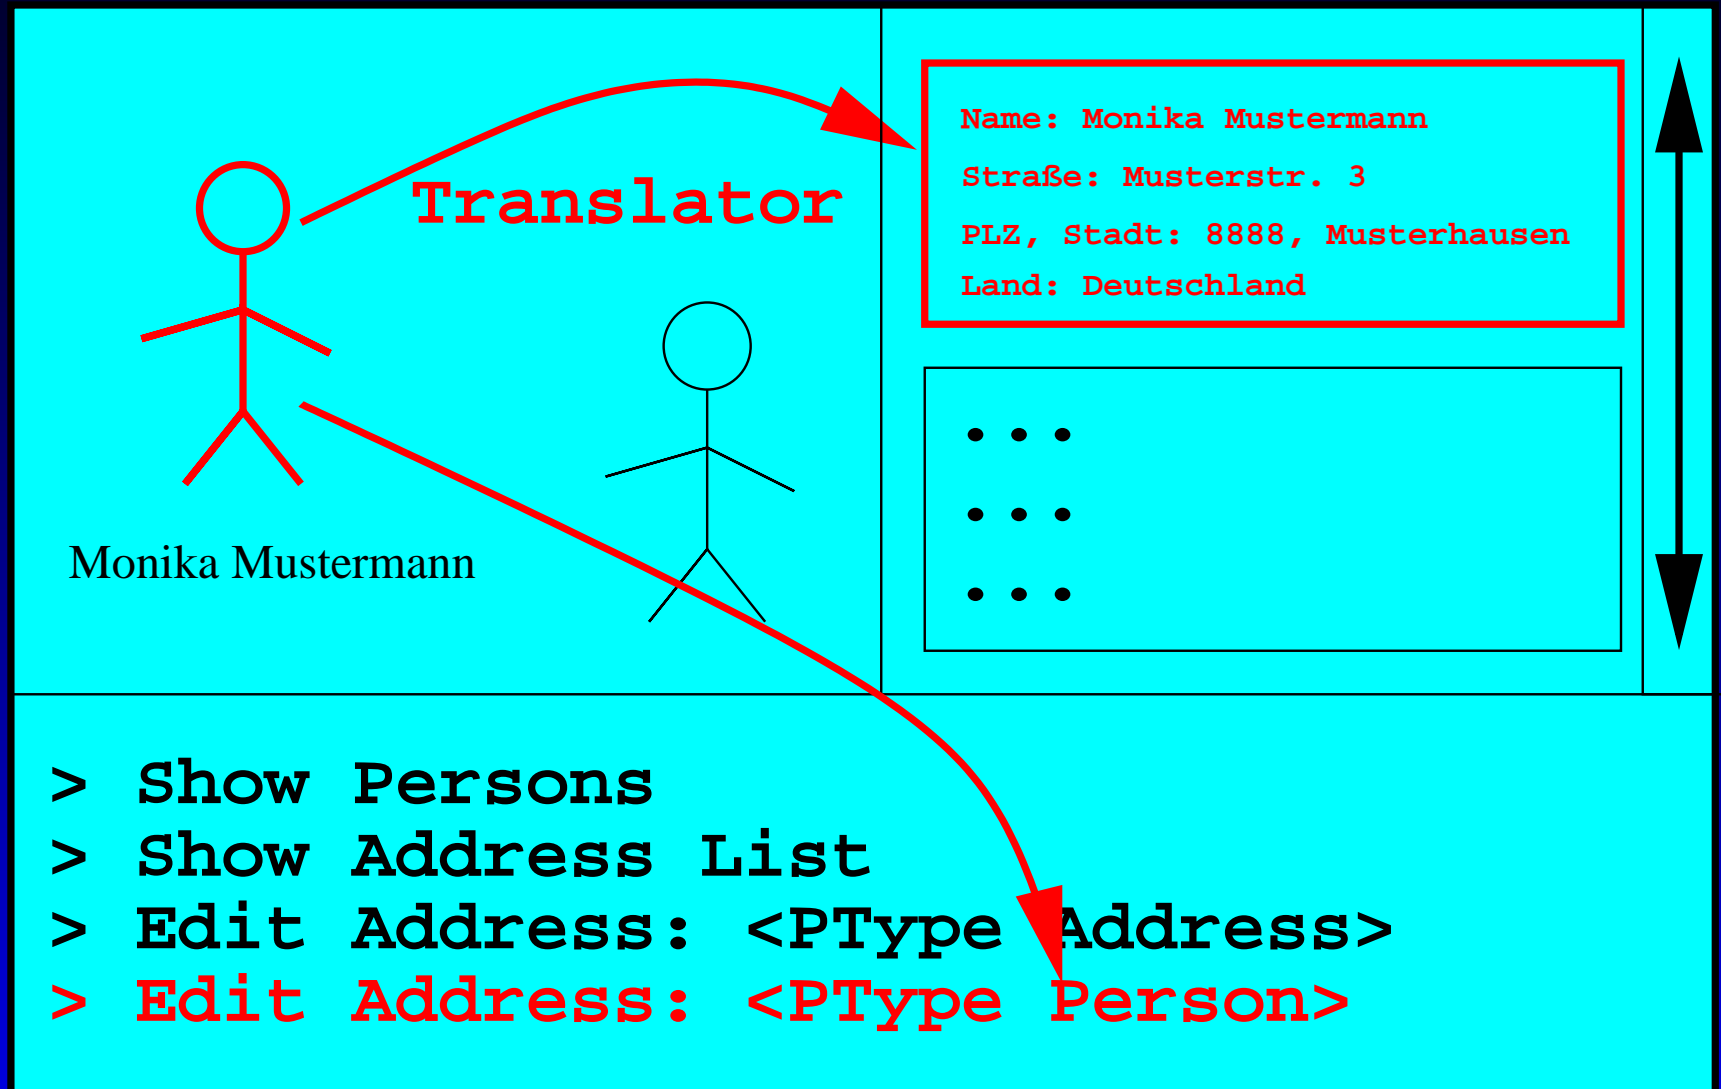 Translator
Monika Mustermann
Name: Monika Mustermann
Straße: Musterstr. 3
PLZ, Stadt: 8888, Musterhausen
Land: Deutschland
• • •
• • •
• • •
> Show Persons
> Show Address List
> Edit Address: <PType Address>
> Edit Address: <PType Person>